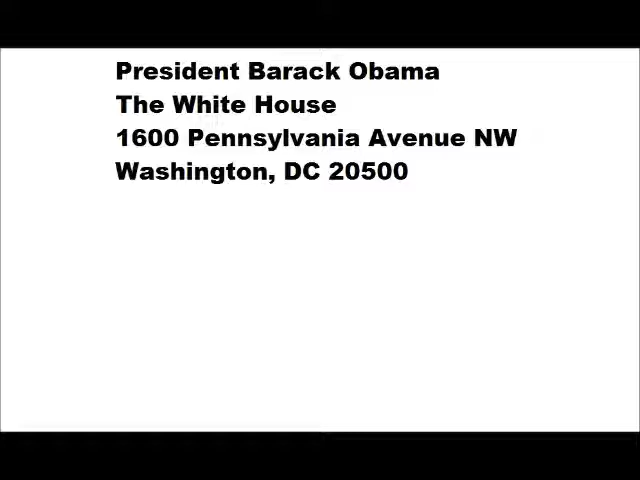 President Barack Obama
The White House
1600 Pennsylvania Avenue NW
Washington, DC 20500